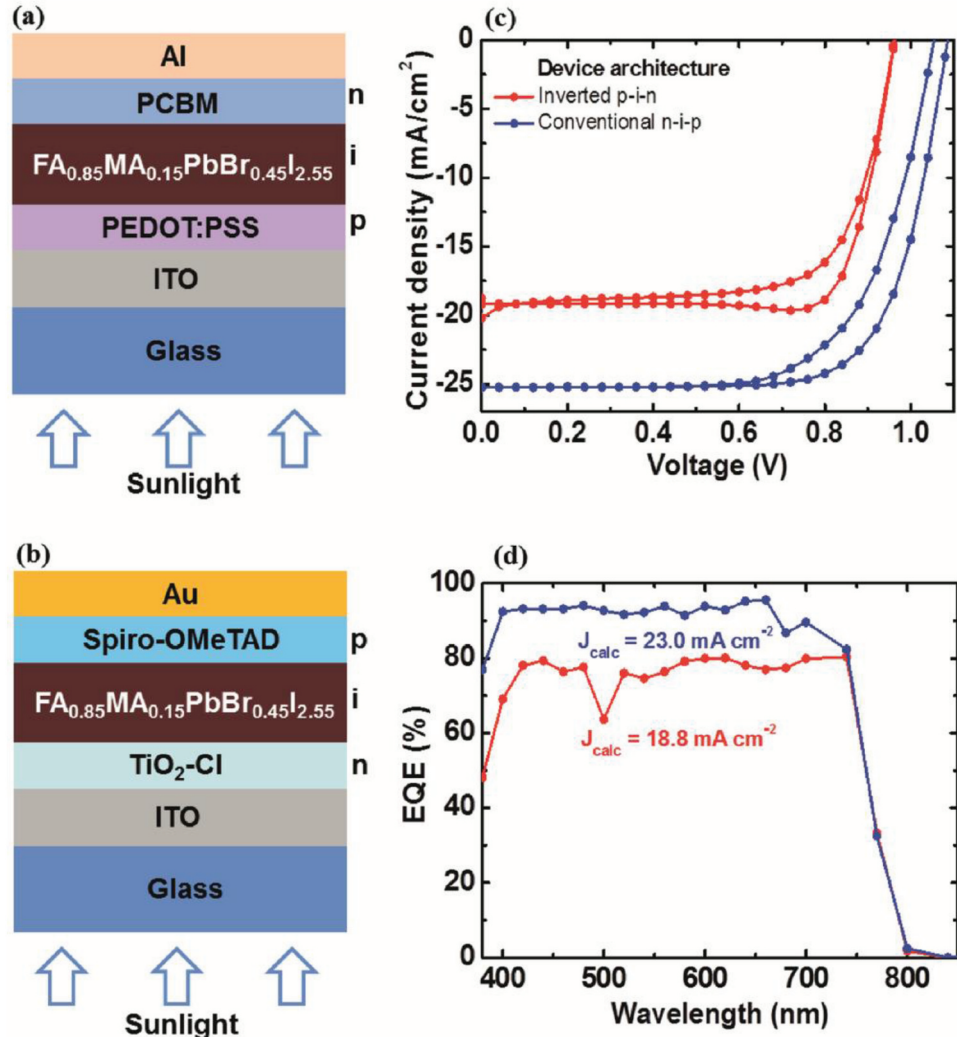 (a)
Al
PCBM
n
FA0.85MA0.15PbBr0.45I2.55
i
PEDOT:PSS
p
ITO
Glass
Sunlight
(c)
Device architecture
Inverted p-i-n
Conventional n-i-p
0
-5
-10
-15
-20
-25
Current density (mA/cm2)
0.0 0.2 0.4 0.6 0.8 1.0
Voltage (V)
(b)
Au
Spiro-OMeTAD
p
FA0.85MA0.15PbBr0.45I2.55
i
TiO2-Cl
n
ITO
Glass
Sunlight
(d)
100
80
60
40
20
0
EQE (%)
Jcalc = 23.0 mA cm-2
Jcalc = 18.8 mA cm-2
400 500 600 700 800
Wavelength (nm)